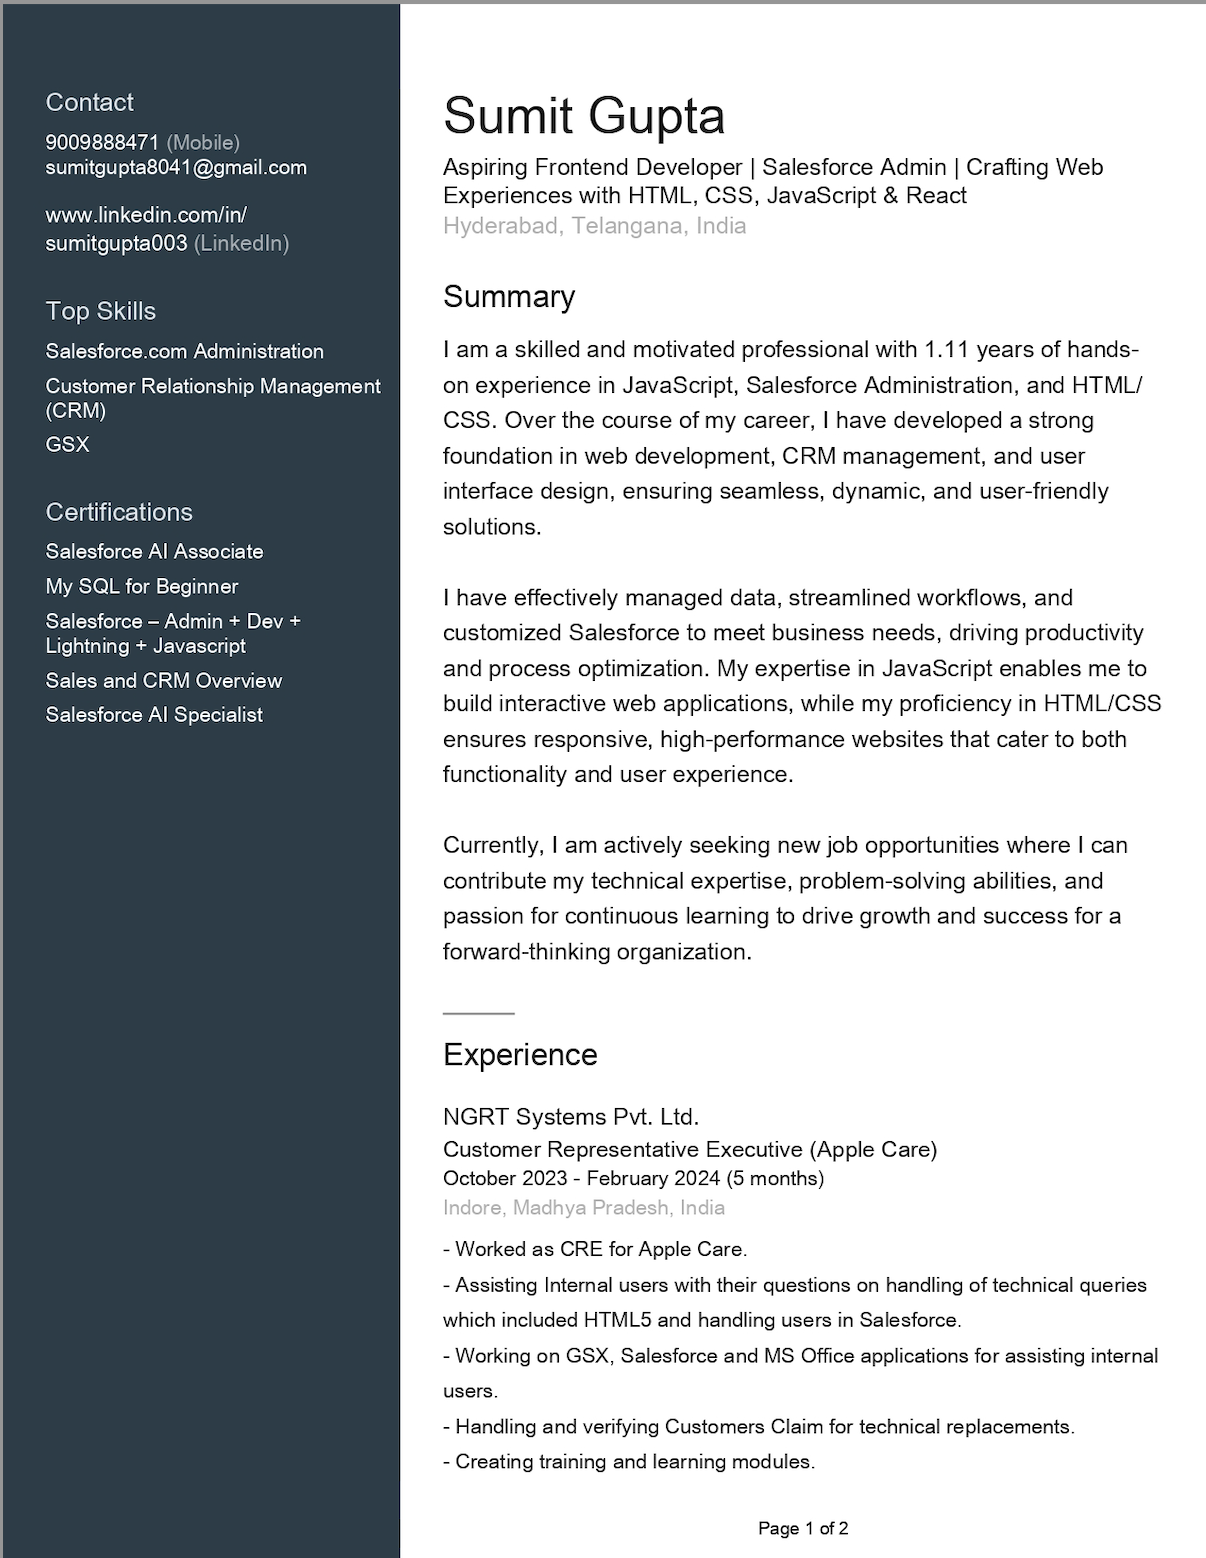 Contact
9009888471 (Mobile)
sumitgupta8041@gmail.com
www.linkedin.com/in/
sumitgupta003 (LinkedIn)
Top Skills
Salesforce.com Administration
Customer Relationship Management
(CRM)
GSX
Certifications
Salesforce AI Associate
My SQL for Beginner
Salesforce – Admin + Dev +
Lightning + Javascript
Sales and CRM Overview
Salesforce AI Specialist
Sumit Gupta
Aspiring Frontend Developer | Salesforce Admin | Crafting Web
Experiences with HTML, CSS, JavaScript & React
Hyderabad, Telangana, India
Summary
I am a skilled and motivated professional with 1.11 years of hands-
on experience in JavaScript, Salesforce Administration, and HTML/
CSS. Over the course of my career, I have developed a strong
foundation in web development, CRM management, and user
interface design, ensuring seamless, dynamic, and user-friendly
solutions.
I have effectively managed data, streamlined workflows, and
customized Salesforce to meet business needs, driving productivity
and process optimization. My expertise in JavaScript enables me to
build interactive web applications, while my proficiency in HTML/CSS
ensures responsive, high-performance websites that cater to both
functionality and user experience.
Currently, I am actively seeking new job opportunities where I can
contribute my technical expertise, problem-solving abilities, and
passion for continuous learning to drive growth and success for a
forward-thinking organization.
Experience
NGRT Systems Pvt. Ltd.
Customer Representative Executive (Apple Care)
October 2023 - February 2024 (5 months)
Indore, Madhya Pradesh, India
- Worked as CRE for Apple Care.
- Assisting Internal users with their questions on handling of technical queries
which included HTML5 and handling users in Salesforce.
- Working on GSX, Salesforce and MS Office applications for assisting internal
users.
- Handling and verifying Customers Claim for technical replacements.
- Creating training and learning modules.
Page 1 of 2